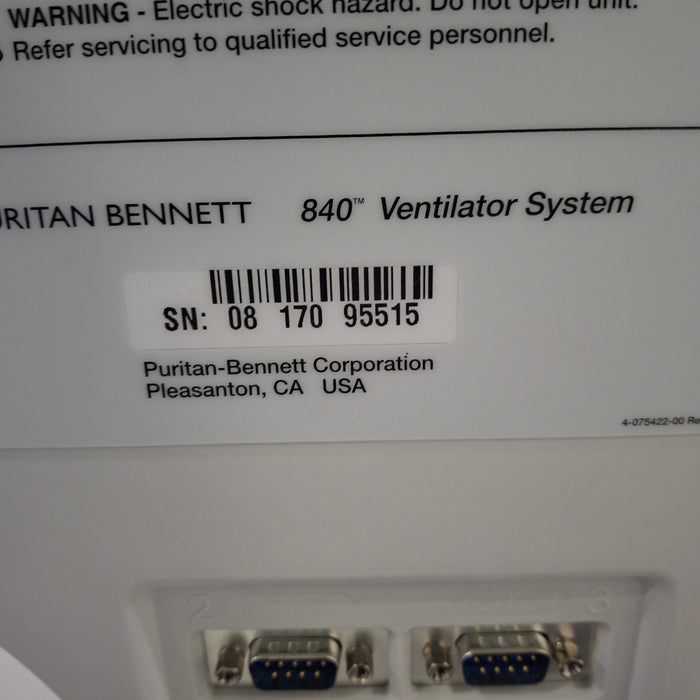 WARNING - Electric shock hazard. Do not open unit.
Refer servicing to qualified service personnel.
BENNETT 840™ Ventilator System
SN: 08 170 95515
Puritan-Bennett Corporation
Pleasanton, CA USA
4-075422-00
2 3